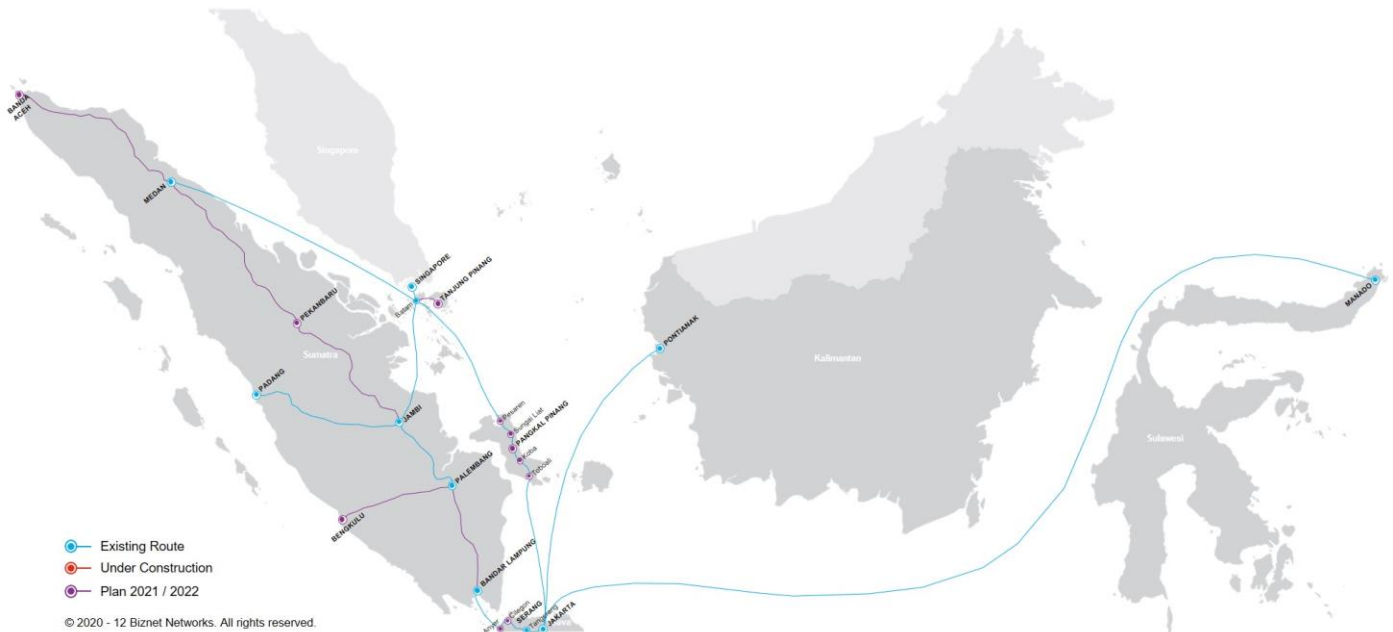 BANDA
ACEH
MEDAN
Singapore
SINGAPORE
Batam
TANJUNG PINANG
PEKANBARU
Sumatra
PADANG
JAMBI
PALEMBANG
BENGKULU
BANDAR LAMPUNG
Pesaren
Sungai Liat
PANGKAL PINANG
Koba
Toboali
PONTIANAK
Kalimantan
MANADO
Sulawesi
Anyer
Cilegon
SERANG
Tangerang
JAKARTA
Existing Route
Under Construction
Plan 2021 / 2022
© 2020 - 12 Biznet Networks. All rights reserved.